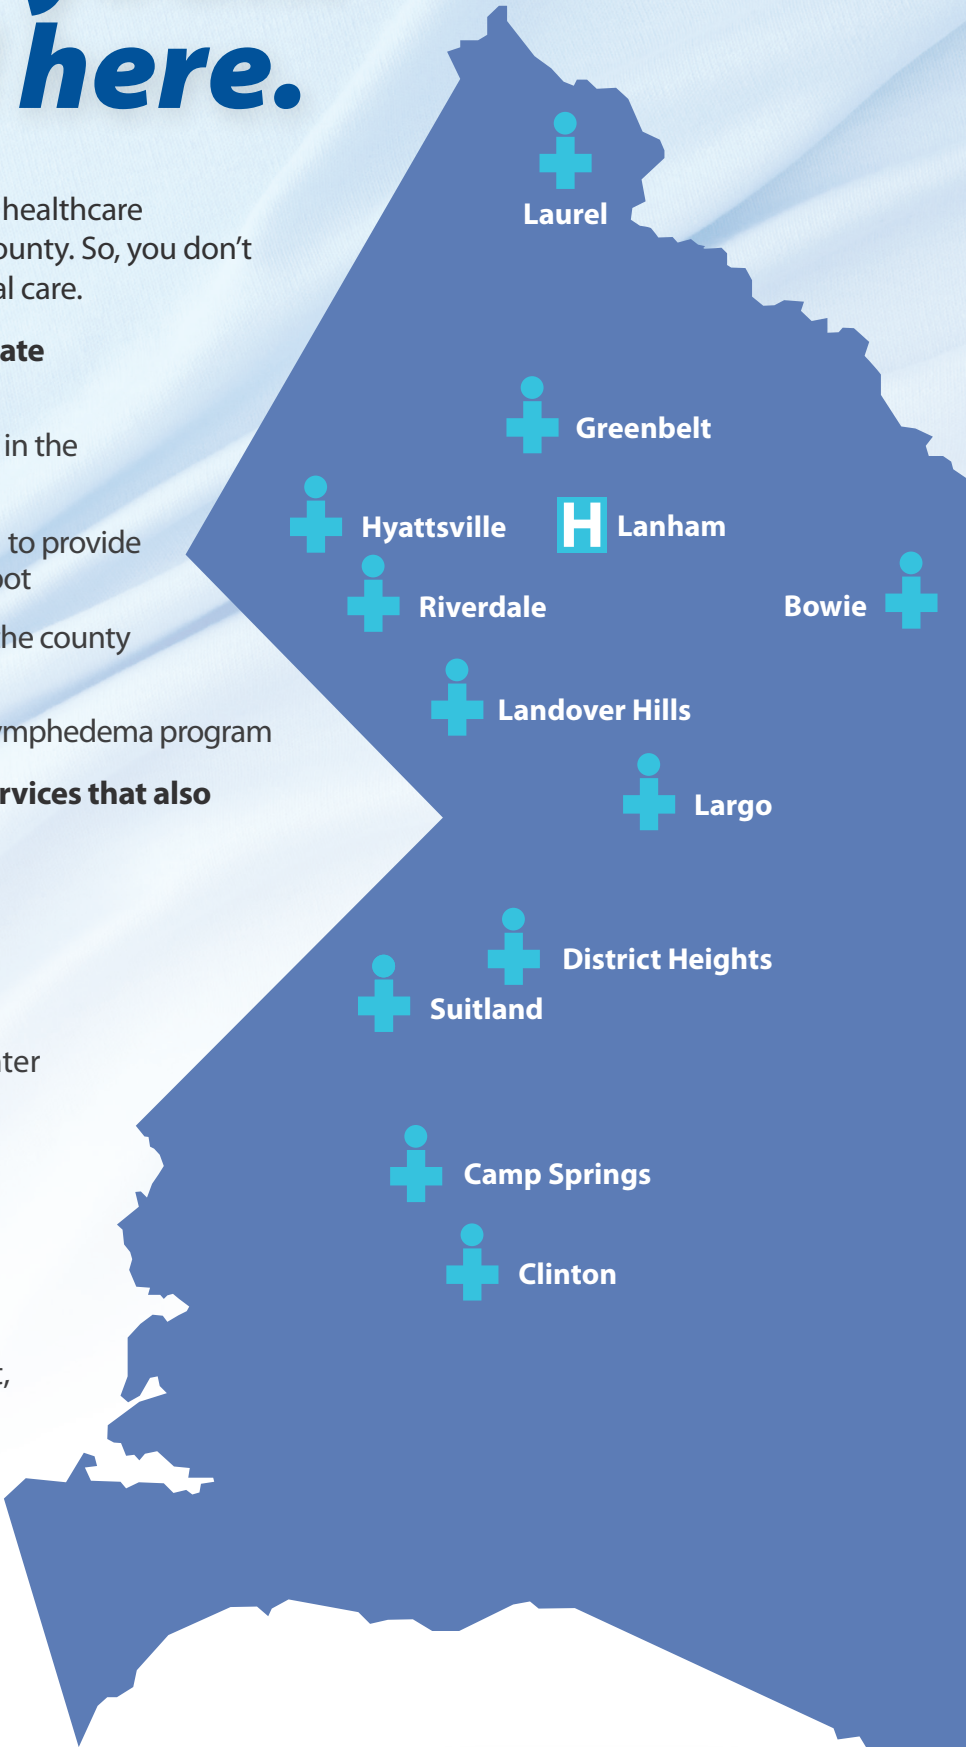 here.
healthcare
ounty. So, you don't
al care.
ate
in the
to provide
oot
he county
ymphedema program
rvices that also
ter
Laurel
Greenbelt
Hyattsville
H Lanham
Riverdale
Bowie
Landover Hills
Largo
District Heights
Suitland
Camp Springs
Clinton